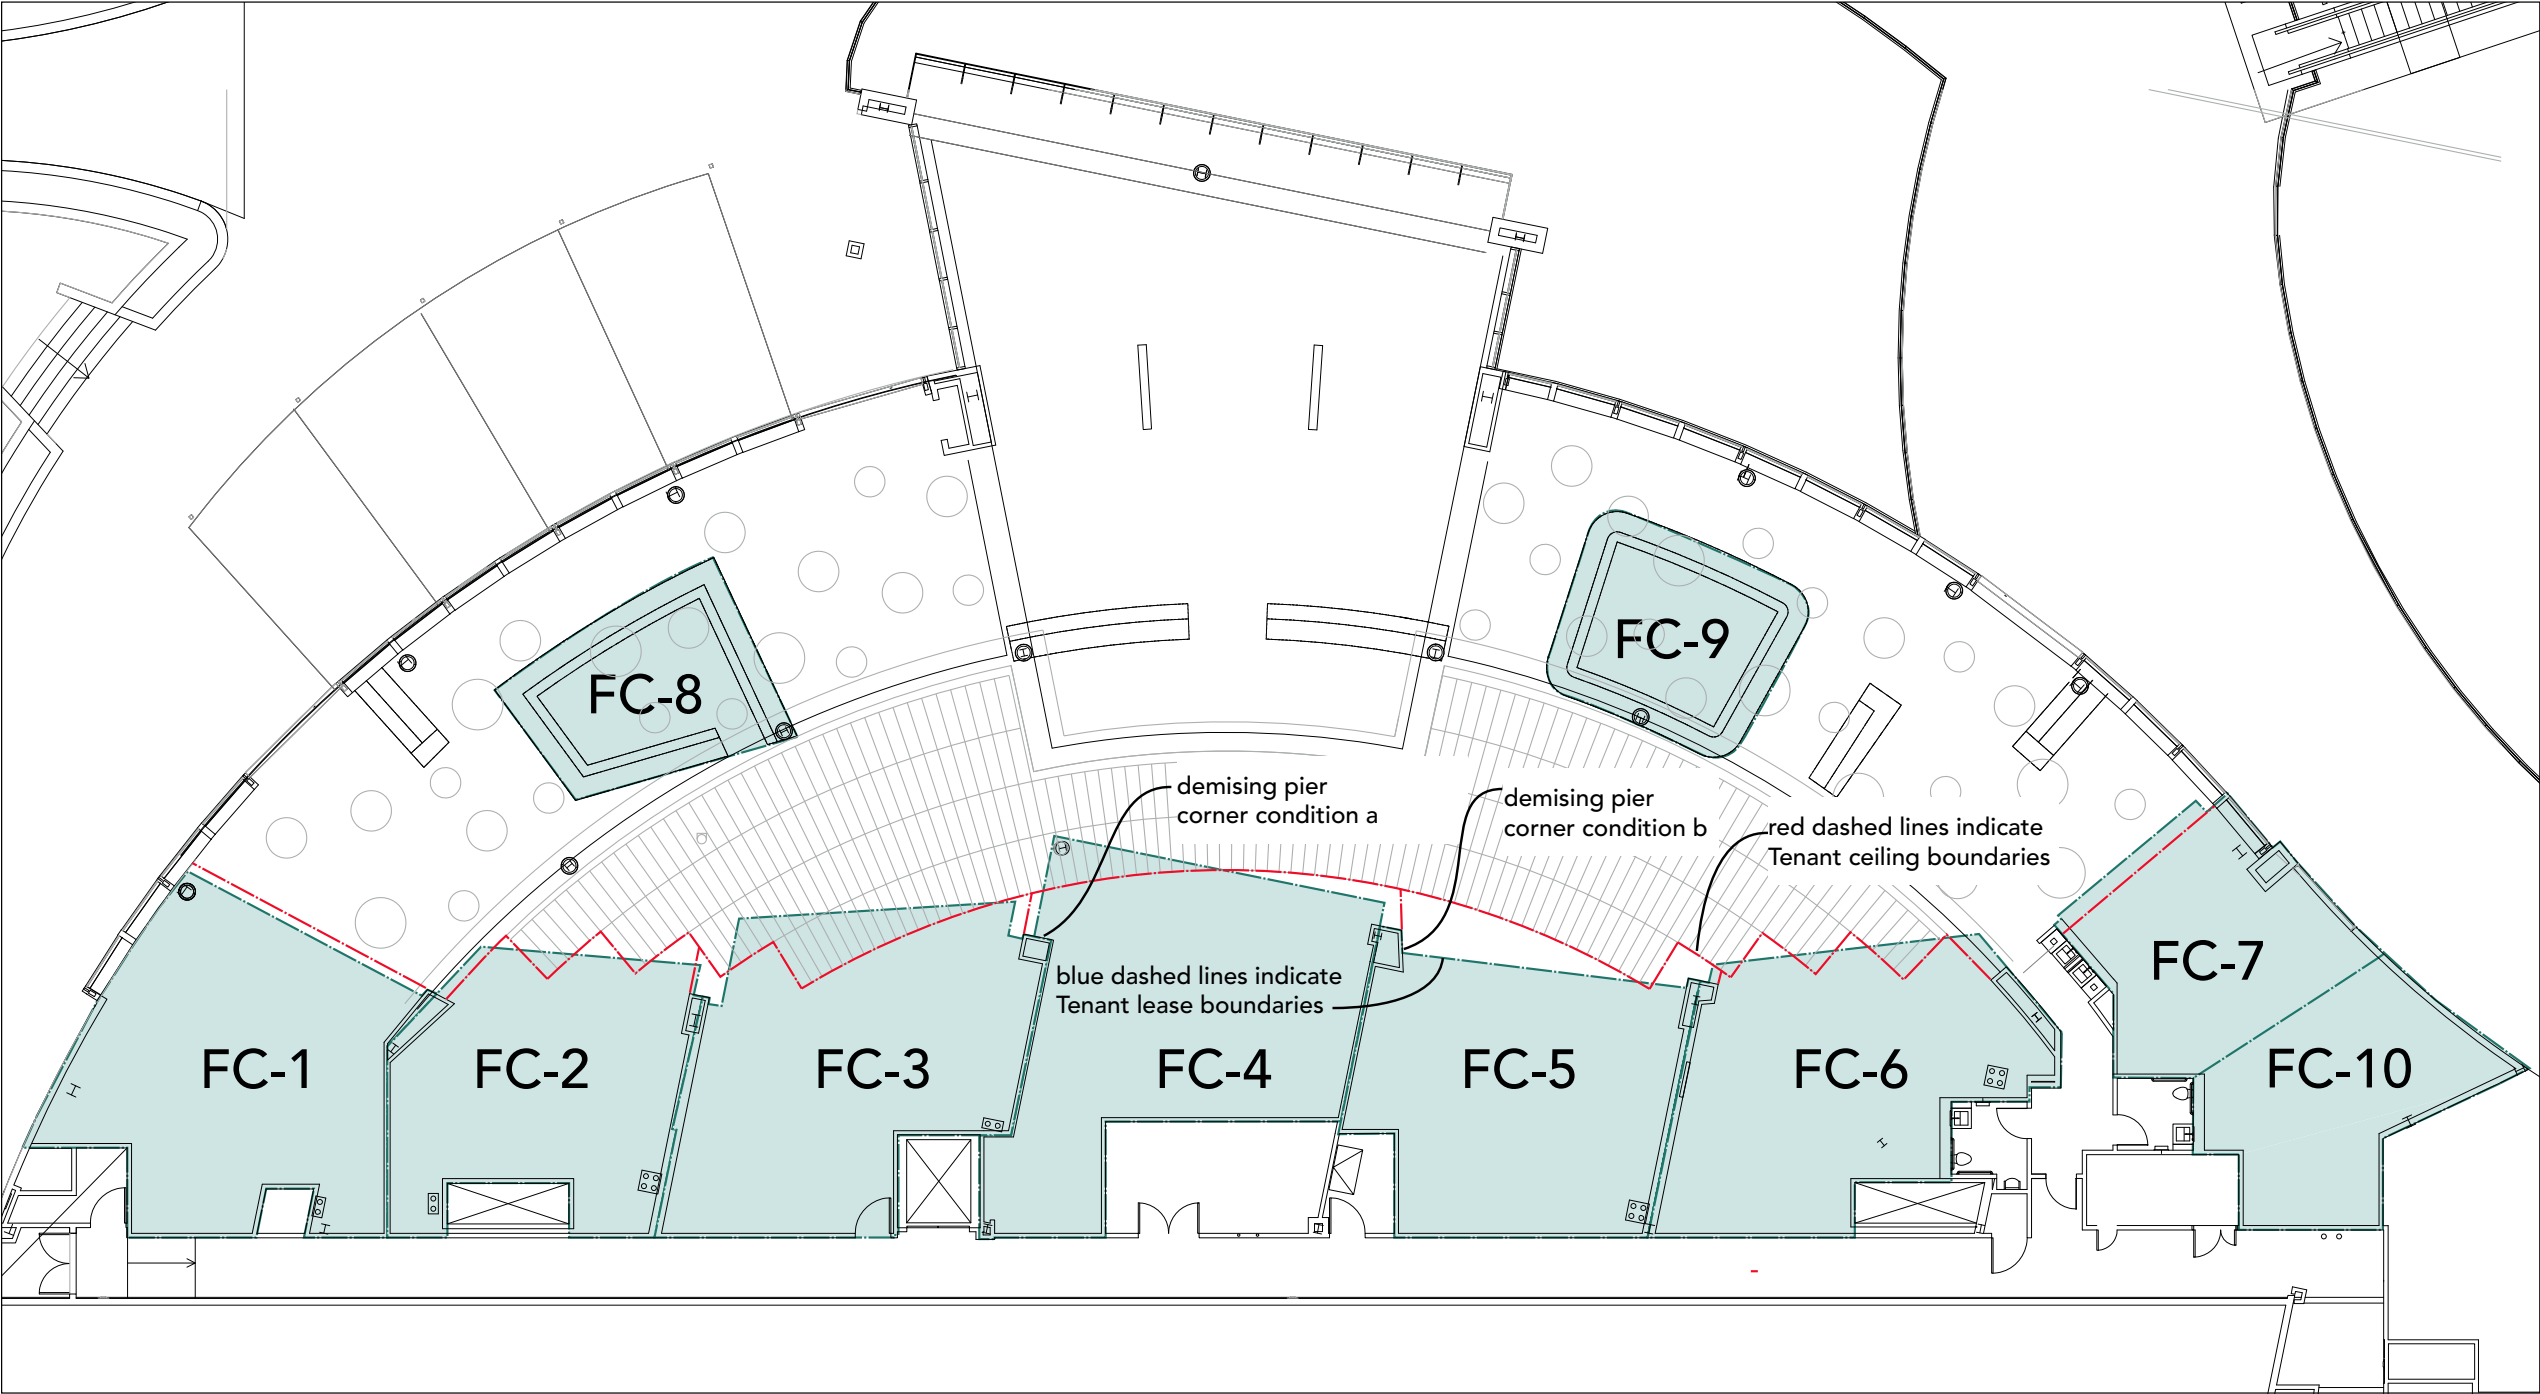 FC-8
FC-9
demising pier
corner condition a
demising pier
corner condition b
red dashed lines indicate
Tenant ceiling boundaries
blue dashed lines indicate
Tenant lease boundaries
FC-7
FC-1
FC-2
FC-3
FC-4
FC-5
FC-6
FC-10